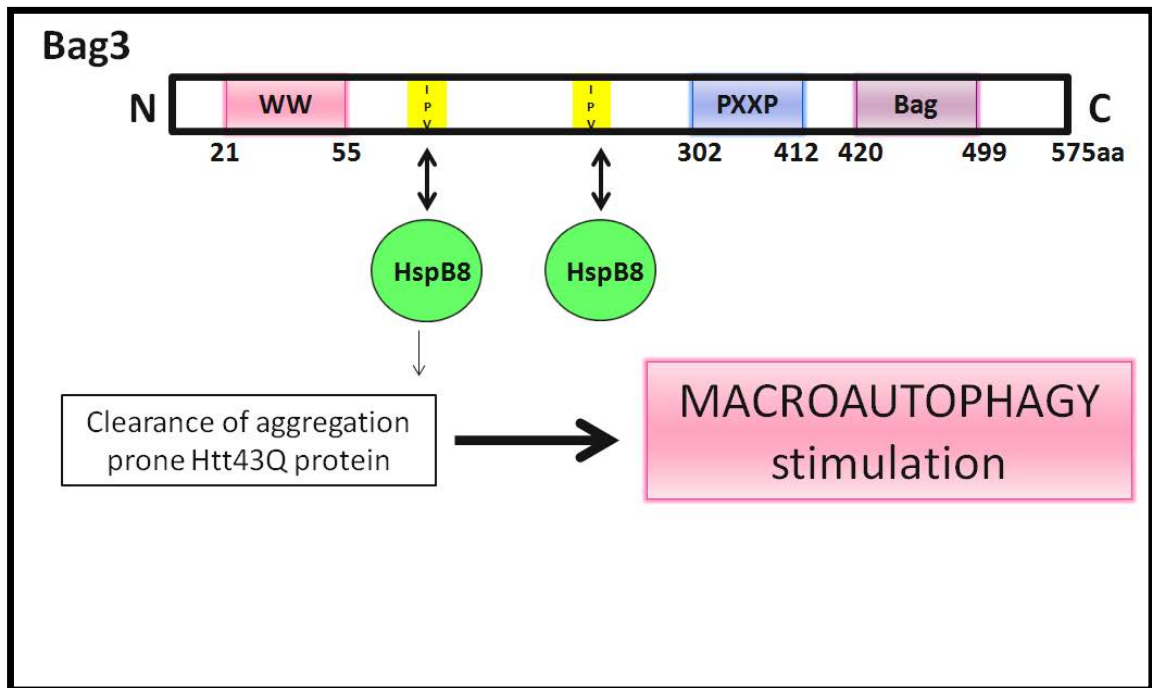 Bag3
N WW I P V I P V PXXP Bag C
21 55 302 412 420 499 575aa
HspB8 HspB8
Clearance of aggregation
prone Htt43Q protein
MACROAUTOPHAGY
stimulation